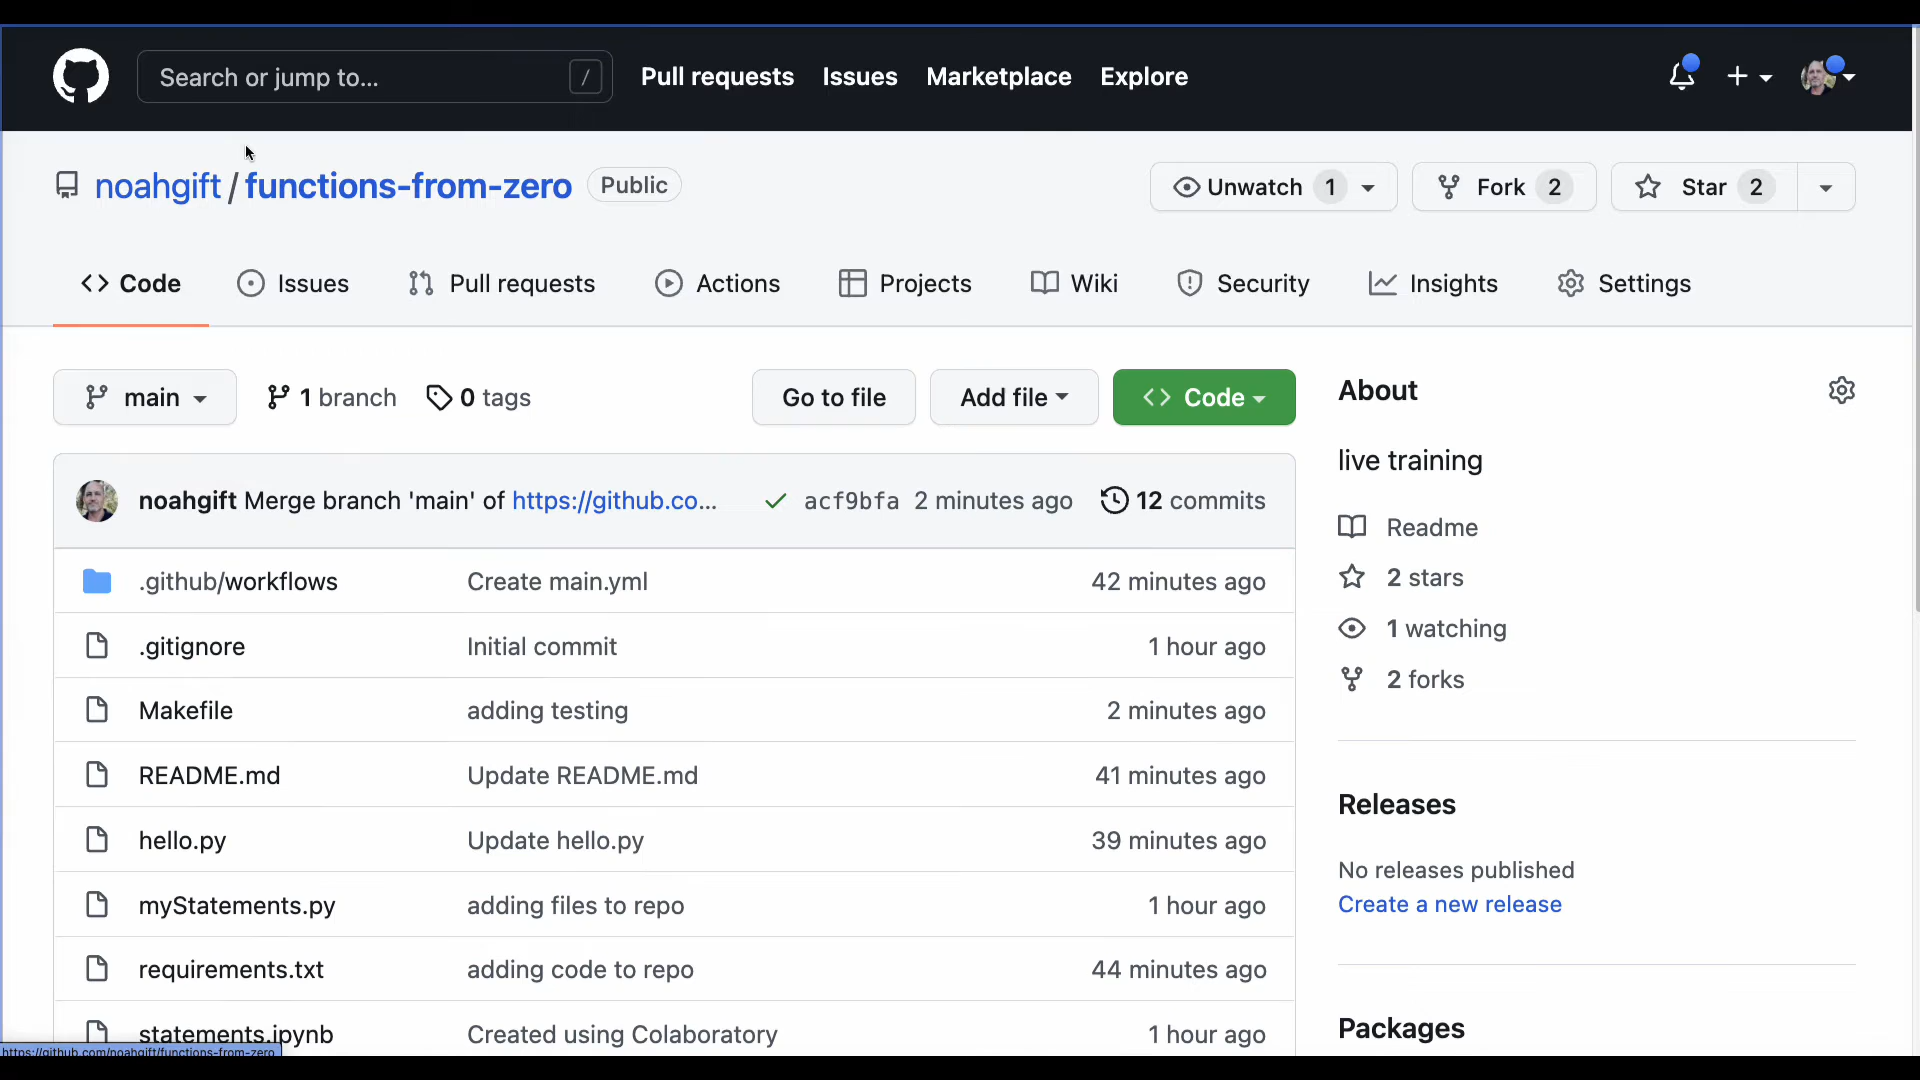 Search or jump to... / Pull requests Issues Marketplace Explore
noahgift / functions-from-zero Public Unwatch 1 Fork 2 Star 2
Code Issues Pull requests Actions Projects Wiki Security Insights Settings
main 1 branch 0 tags Go to file Add file Code
About
live training
Readme
2 stars
1 watching
2 forks
noahgift Merge branch 'main' of https://github.co... acf9bfa 2 minutes ago 12 commits
.github/workflows Create main.yml 42 minutes ago
.gitignore Initial commit 1 hour ago
Makefile adding testing 2 minutes ago
README.md Update README.md 41 minutes ago
hello.py Update hello.py 39 minutes ago
myStatements.py adding files to repo 1 hour ago
requirements.txt adding code to repo 44 minutes ago
statements.ipynb Created using Colaboratory 1 hour ago
Releases
No releases published
Create a new release
Packages
https://github.com/noahgift/functions-from-zero